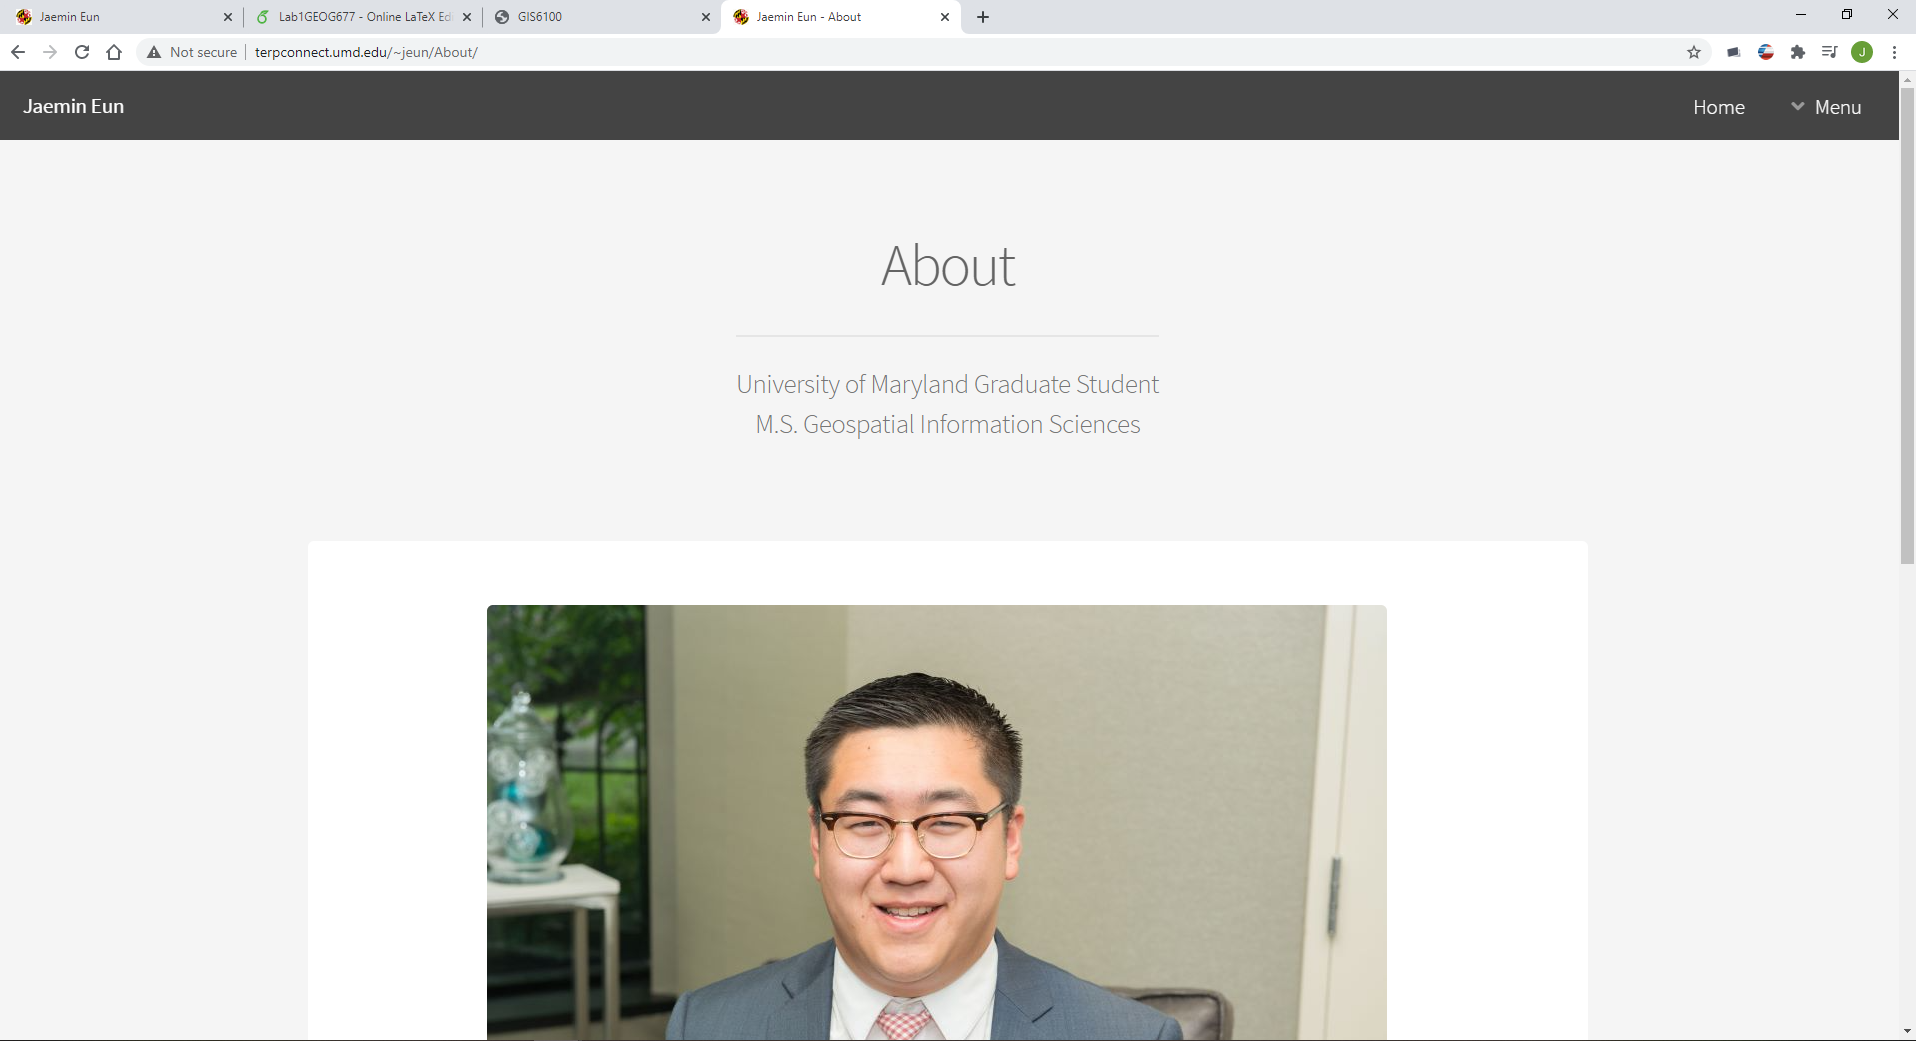 Jaemin Eun
Lab1GEOG677 - Online LaTeX Ed
GIS6100
Jaemin Eun - About
Not secure
terpconnect.umd.edu/~jeun/About/
J
Jaemin Eun
Home
Menu
About
University of Maryland Graduate Student
M.S. Geospatial Information Sciences